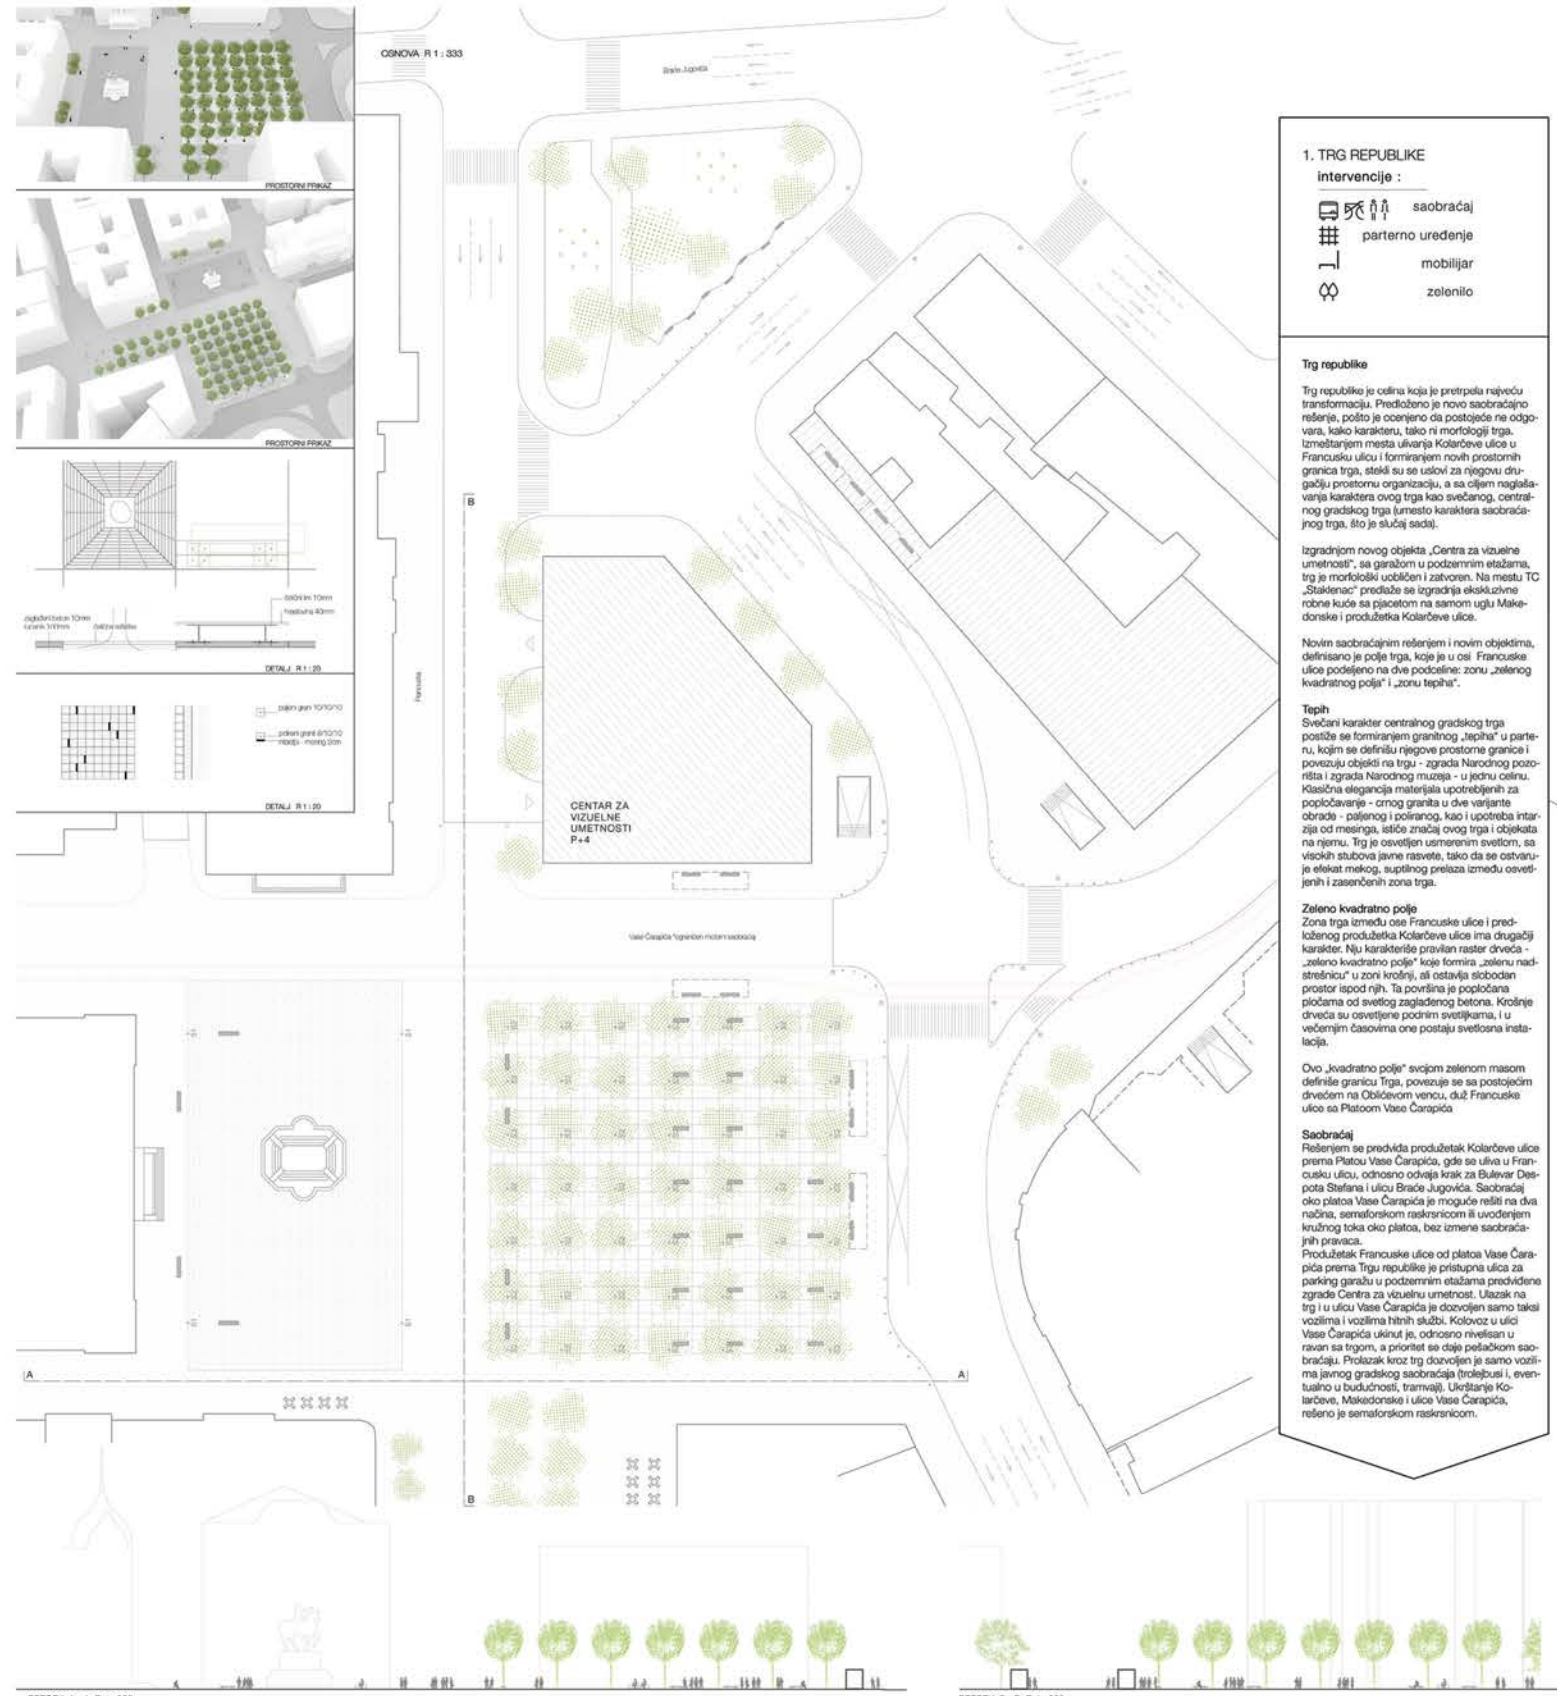 OSNOVA R 1 : 333
Braće Jugovića
PROSTORNI PRIKAZ
PROSTORNI PRIKAZ
čelični lim 10mm
hrastovina 40mm
DETALJ R 1 : 20
paljeni granit 10/10/10
DETALJ R 1 : 20
Francuska
B
CENTAR ZA
VIZUELNE
UMETNOSTI
P+4
Vase Čarapića *ograničen motorni saobraćaj
A
A
B
1. TRG REPUBLIKE
intervencije :
saobraćaj
parterno uređenje
mobilijar
zelenilo
Trg republike
Trg republike je celina koja je pretrpela najveću
transformaciju. Predloženo je novo saobraćajno
rešenje, pošto je ocenjeno da postojeće ne odgo-
vara, kako karakteru, tako ni morfologiji trga.
Izmeštanjem mesta ulivanja Kolarčeve ulice u
Francusku ulicu i formiranjem novih prostornih
granica trga, stekli su se uslovi za njegovu dru-
gačiju prostornu organizaciju, a sa ciljem naglaša-
vanja karaktera ovog trga kao svečanog, central-
nog gradskog trga (umesto karaktera saobraća-
jnog trga, što je slučaj sada).
Izgradnjom novog objekta „Centra za vizuelne
umetnosti“, sa garažom u podzemnim etažama,
trg je morfološki uobličen i zatvoren. Na mestu TC
„Staklenac“ predlaže se izgradnja ekskluzivne
robne kuće sa pjacetom na samom uglu Make-
donske i produžetka Kolarčeve ulice.
Novim saobraćajnim rešenjem i novim objektima,
definisano je polje trga, koje je u osi Francuske
ulice podeljeno na dve podceline: zonu „zelenog
kvadratnog polja“ i „zonu tepiha“.
Tepih
Svečani karakter centralnog gradskog trga
postiže se formiranjem granitnog „tepiha“ u parte-
ru, kojim se definišu njegove prostorne granice i
povezuju objekti na trgu - zgrada Narodnog pozo-
rišta i zgrada Narodnog muzeja - u jednu celinu.
Klasična elegancija materijala upotrebljenih za
popločavanje - crnog granita u dve varijante
obrade - paljenog i poliranog, kao i upotreba intar-
zija od mesinga, ističe značaj ovog trga i objekata
na njemu. Trg je osvetljen usmerenim svetlom, sa
visokih stubova javne rasvete, tako da se ostvaru-
je efekat mekog, suptilnog prelaza između osvetl-
jenih i zasenčenih zona trga.
Zeleno kvadratno polje
Zona trga između ose Francuske ulice i pred-
loženog produžetka Kolarčeve ulice ima drugačiji
karakter. Nju karakteriše pravilan raster drveća -
„zeleno kvadratno polje“ koje formira „zelenu nad-
strešnicu“ u zoni krošnji, ali ostavlja slobodan
prostor ispod njih. Ta površina je popločana
pločama od svetlog zaglađenog betona. Krošnje
drveća su osvetljene podnim svetiljkama, i u
večernjim časovima one postaju svetlosna insta-
lacija.
Ovo „kvadratno polje“ svojom zelenom masom
definiše granicu Trga, povezuje se sa postojećim
drvećem na Obilićevom vencu, duž Francuske
ulice sa Platoom Vase Čarapića
Saobraćaj
Rešenjem se predviđa produžetak Kolarčeve ulice
prema Platou Vase Čarapića, gde se uliva u Fran-
cusku ulicu, odnosno odvaja krak za Bulevar Des-
pota Stefana i ulicu Braće Jugovića. Saobraćaj
oko platoa Vase Čarapića je moguće rešiti na dva
načina, semaforskom raskrsnicom ili uvođenjem
kružnog toka oko platoa, bez izmene saobraća-
jnih pravaca.
Produžetak Francuske ulice od platoa Vase Čara-
pića prema Trgu republike je pristupna ulica za
parking garažu u podzemnim etažama predviđene
zgrade Centra za vizuelnu umetnost. Ulazak na
trg i u ulicu Vase Čarapića je dozvoljen samo taksi
vozilima i vozilima hitnih službi. Kolovoz u ulici
Vase Čarapića ukinut je, odnosno nivelisan u
ravan sa trgom, a prioritet se daje pešačkom sao-
braćaju. Prolazak kroz trg dozvoljen je samo vozili-
ma javnog gradskog saobraćaja (trolejbusi i, even-
tualno u budućnosti, tramvaji). Ukrštanje Ko-
larčeve, Makedonske i ulice Vase Čarapića,
rešeno je semaforskom raskrsnicom.